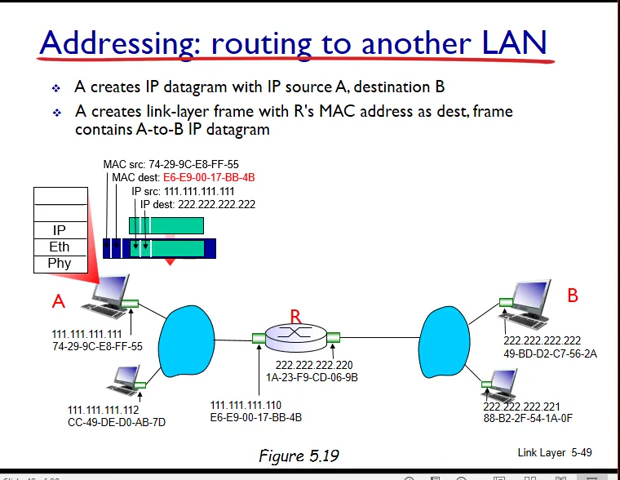 Addressing: routing to another LAN
❖ A creates IP datagram with IP source A, destination B
❖ A creates link-layer frame with R's MAC address as dest, frame
contains A-to-B IP datagram
MAC src: 74-29-9C-E8-FF-55
MAC dest: E6-E9-00-17-BB-4B
IP src: 111.111.111.111
IP dest: 222.222.222.222
IP
Eth
Phy
A
R
B
111.111.111.111
74-29-9C-E8-FF-55
222.222.222.222
49-BD-D2-C7-56-2A
222.222.222.220
1A-23-F9-CD-06-9B
111.111.111.112
CC-49-DE-D0-AB-7D
111.111.111.110
E6-E9-00-17-BB-4B
222.222.222.221
88-B2-2F-54-1A-0F
Figure 5.19
Link Layer 5-49